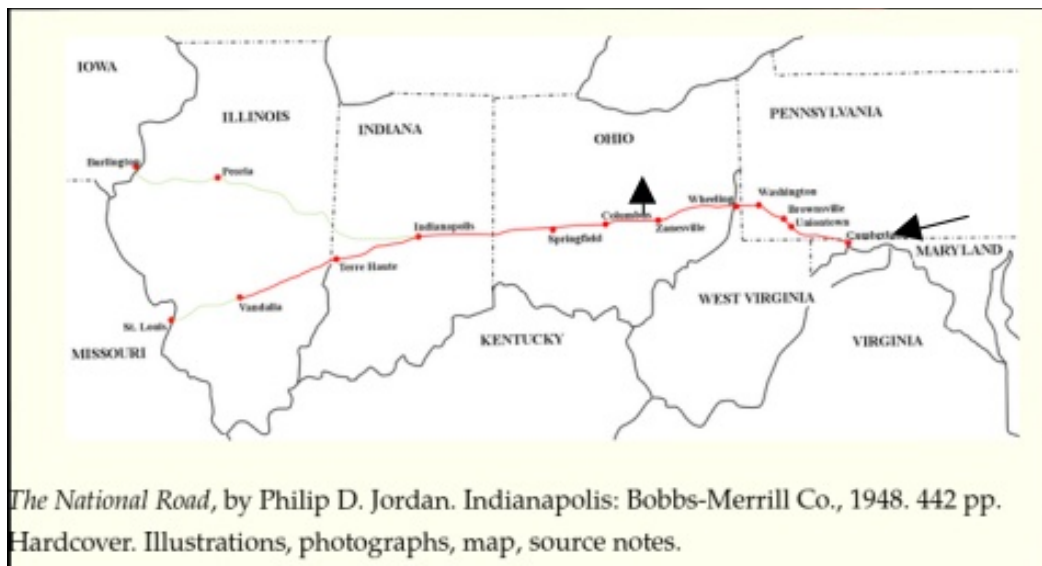 IOWA
ILLINOIS
INDIANA
OHIO
PENNSYLVANIA
Burlington
Peoria
Washington
Wheeling
Brownsville
Columbus
Uniontown
Indianapolis
Zanesville
Cumberland
Springfield
MARYLAND
Terre Haute
Vandalia
WEST VIRGINIA
St. Louis
KENTUCKY
VIRGINIA
MISSOURI
The National Road, by Philip D. Jordan. Indianapolis: Bobbs-Merrill Co., 1948. 442 pp.
Hardcover. Illustrations, photographs, map, source notes.